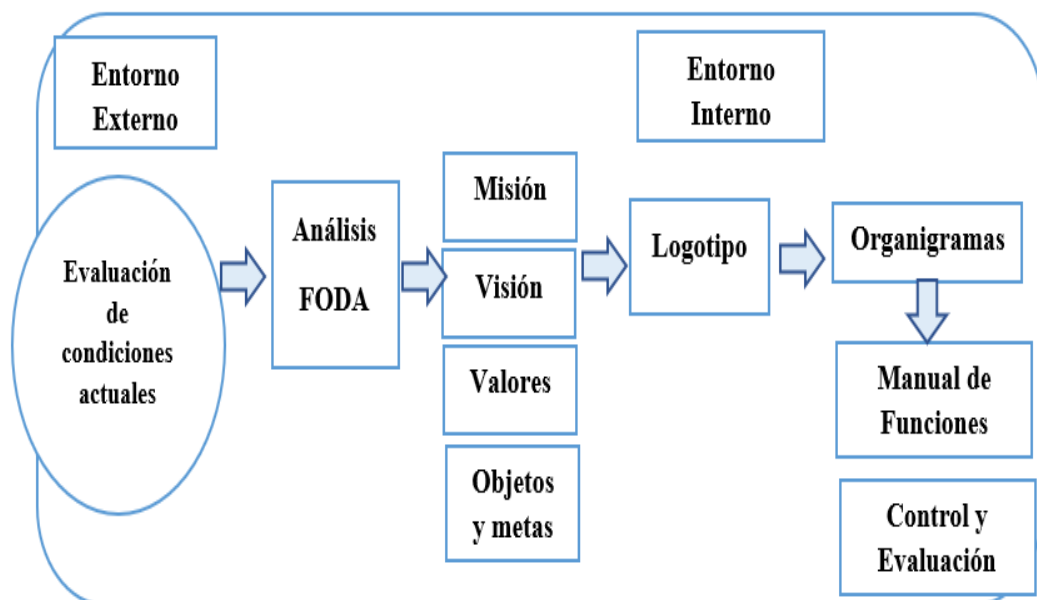 Entorno
Externo
Entorno
Interno
Evaluación
de
condiciones
actuales
Análisis
FODA
Misión
Visión
Valores
Objetos
y metas
Logotipo
Organigramas
Manual de
Funciones
Control y
Evaluación